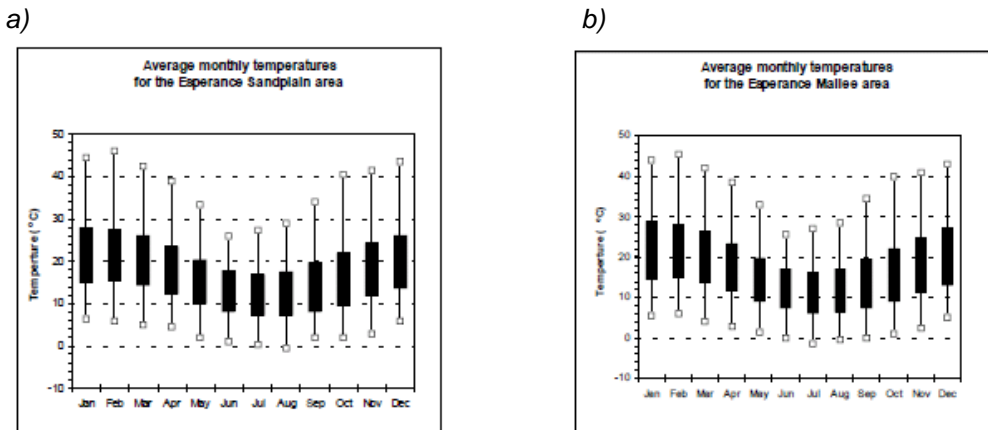 a)
Average monthly temperatures
for the Esperance Sandplain area
50
40
30
20
10
0
-10
Temperture ( °C)
Jan Feb Mar Apr May Jun Jul Aug Sep Oct Nov Dec
b)
Average monthly temperatures
for the Esperance Mallee area
50
40
30
20
10
0
-10
Temperture ( °C)
Jan Feb Mar Apr May Jun Jul Aug Sep Oct Nov Dec